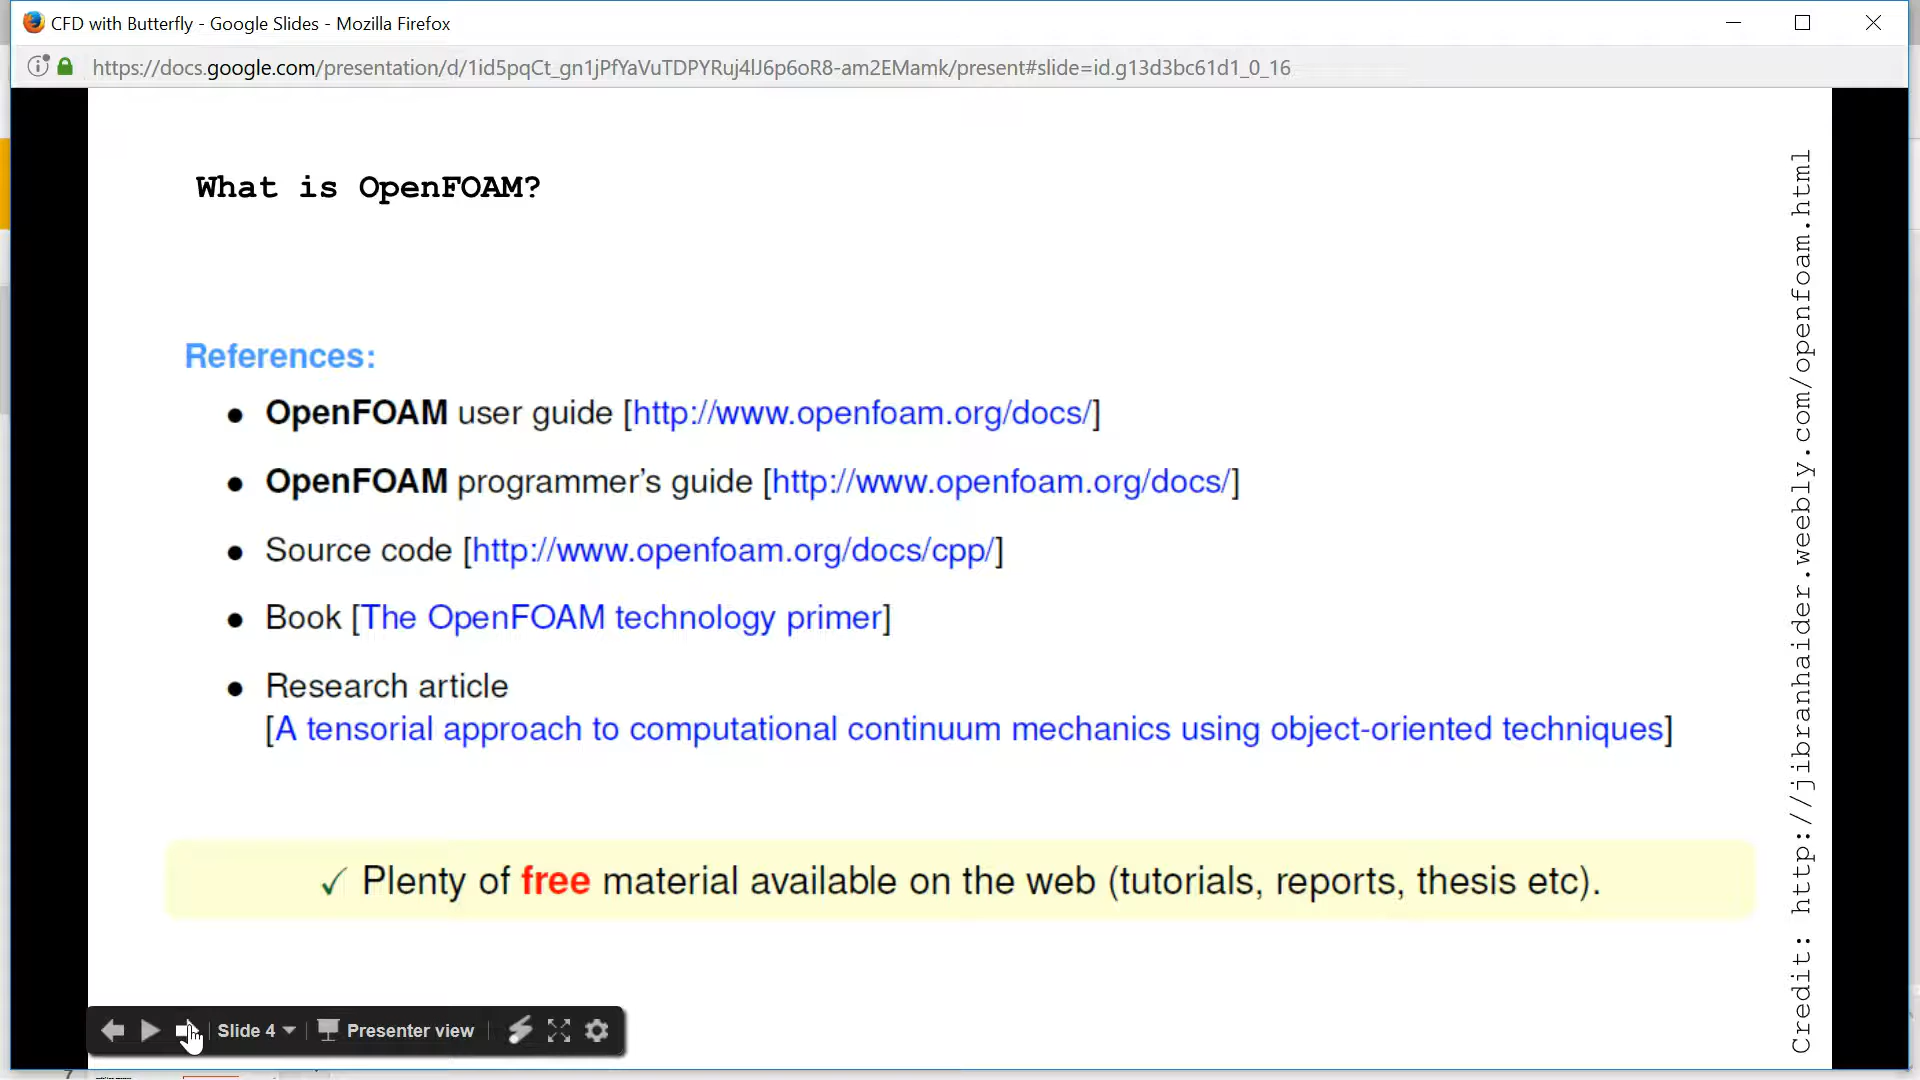 CFD with Butterfly - Google Slides - Mozilla Firefox
https://docs.google.com/presentation/d/1id5pqCt_gn1jPfYaVuTDPYRuj4lJ6p6oR8-am2EMamk/present#slide=id.g13d3bc61d1_0_16
What is OpenFOAM?
References:
● OpenFOAM user guide [http://www.openfoam.org/docs/]
● OpenFOAM programmer's guide [http://www.openfoam.org/docs/]
● Source code [http://www.openfoam.org/docs/cpp/]
● Book [The OpenFOAM technology primer]
● Research article
[A tensorial approach to computational continuum mechanics using object-oriented techniques]
✓ Plenty of free material available on the web (tutorials, reports, thesis etc).
Credit: http://jibranhaider.weebly.com/openfoam.html
Slide 4
Presenter view
7